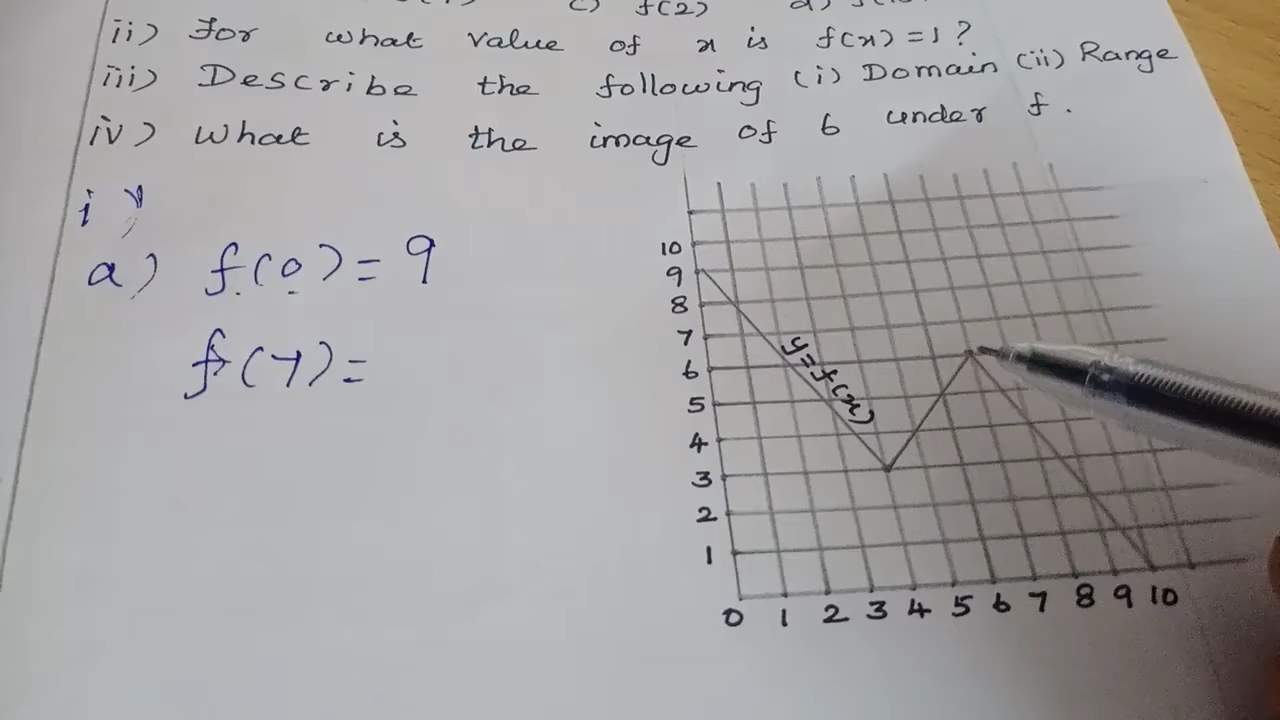 c) f(2)
ii) For what value of x is f(x) = 1?
iii) Describe the following (i) Domain (ii) Range
iv) What is the image of 6 under f.
i)
a) f(0) = 9
f(7) =
10
9
8
7
6
5
4
3
2
1
y=f(x)
0 1 2 3 4 5 6 7 8 9 10